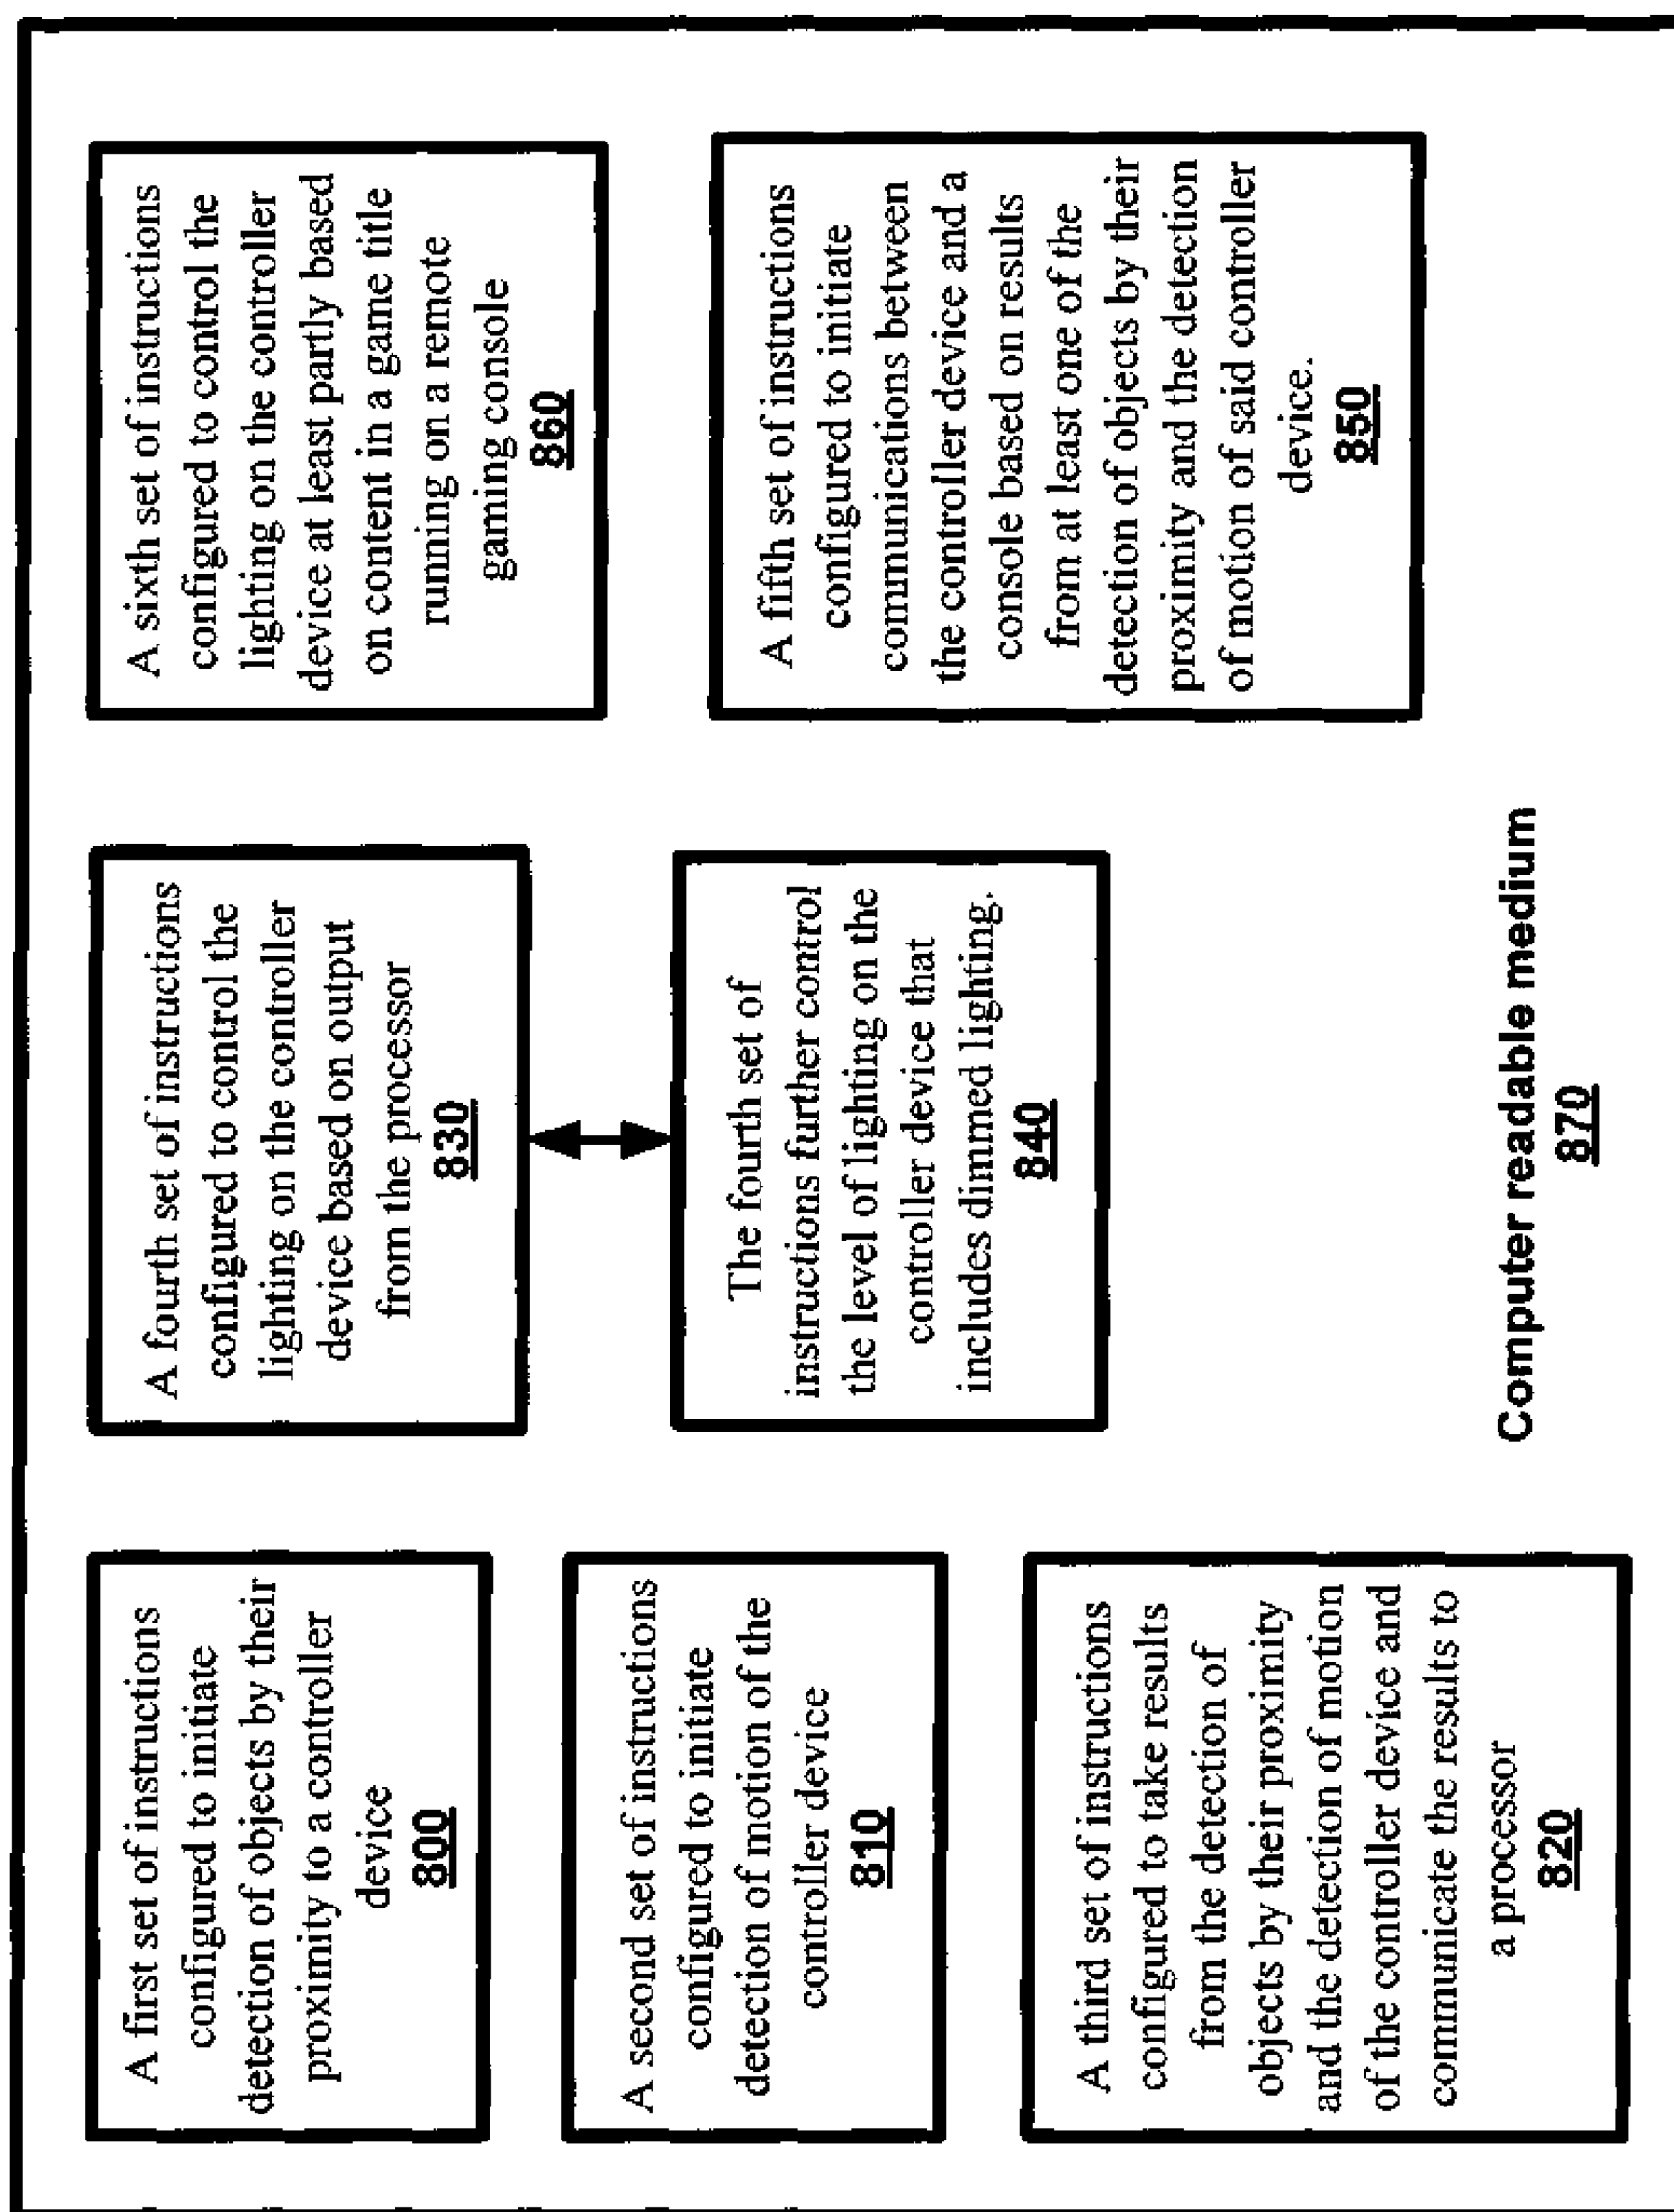 A first set of instructions
configured to initiate
detection of objects by their
proximity to a controller
device
800
A second set of instructions
configured to initiate
detection of motion of the
controller device
810
A third set of instructions
configured to take results
from the detection of
objects by their proximity
and the detection of motion
of the controller device and
communicate the results to
a processor
820
A fourth set of instructions
configured to control the
lighting on the controller
device based on output
from the processor
830
The fourth set of
instructions further control
the level of lighting on the
controller device that
includes dimmed lighting.
840
A sixth set of instructions
configured to control the
lighting on the controller
device at least partly based
on content in a game title
running on a remote
gaming console
860
A fifth set of instructions
configured to initiate
communications between
the controller device and a
console based on results
from at least one of the
detection of objects by their
proximity and the detection
of motion of said controller
device.
850
Computer readable medium
870